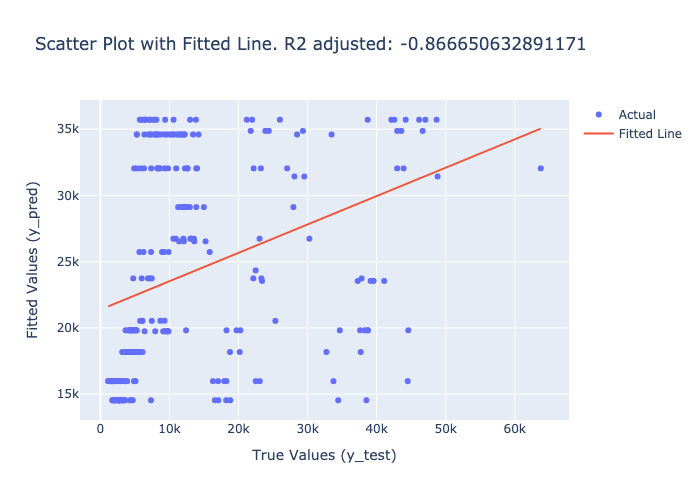 Scatter Plot with Fitted Line. R2 adjusted: -0.866650632891171
Actual
Fitted Line
35k
30k
25k
20k
15k
Fitted Values (y_pred)
0
10k
20k
30k
40k
50k
60k
True Values (y_test)